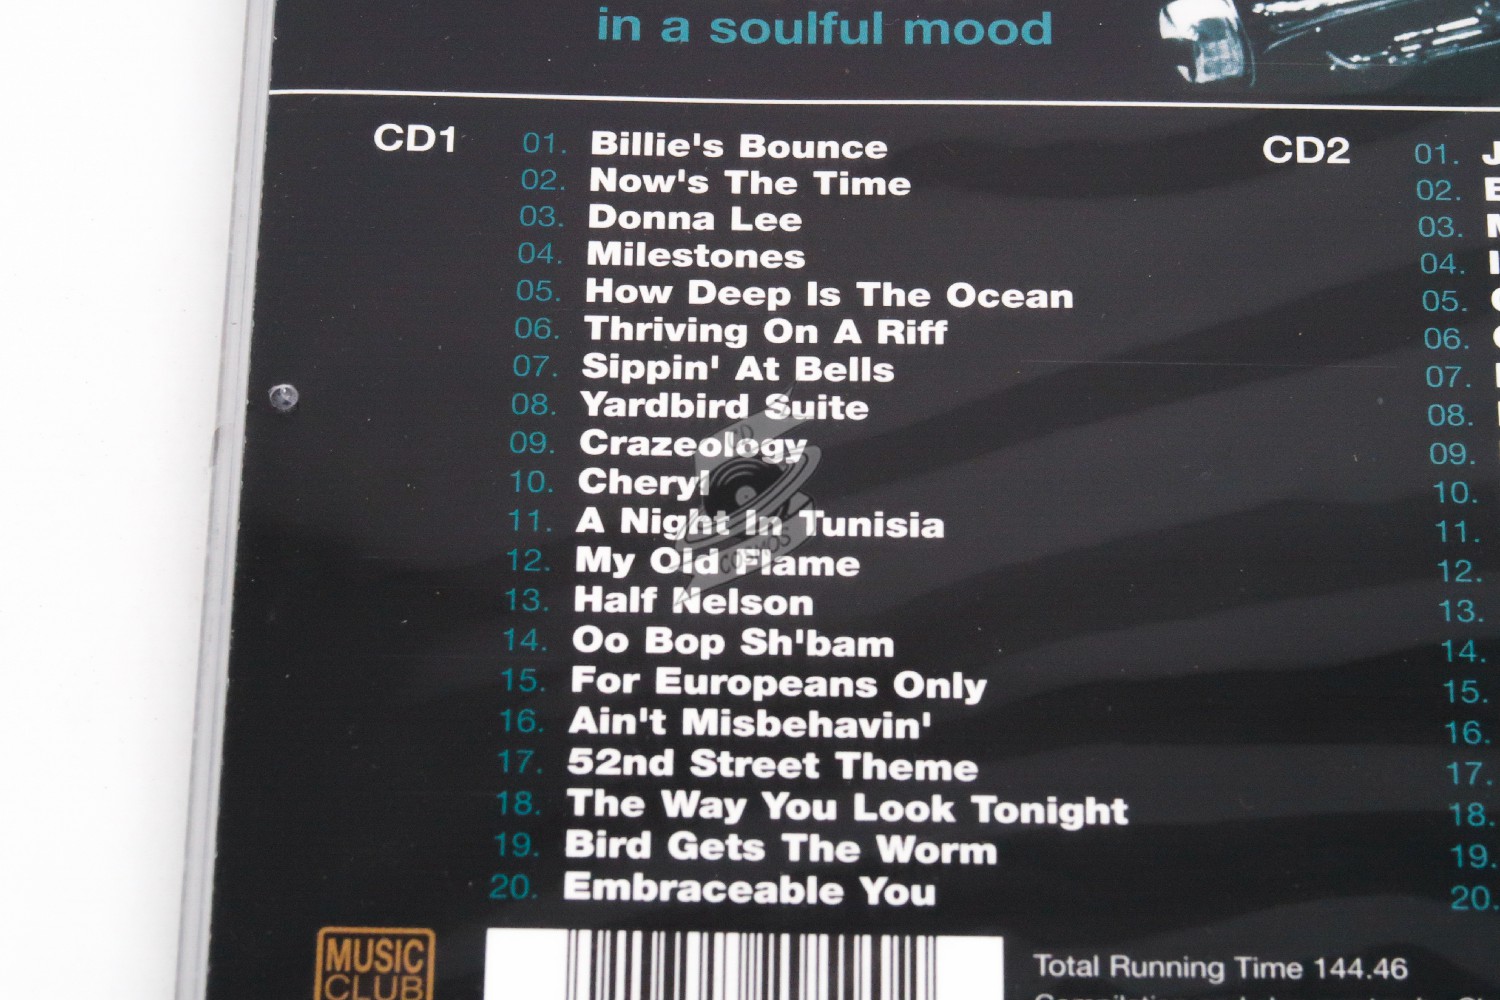 in a soulful mood
CD1
01. Billie's Bounce
02. Now's The Time
03. Donna Lee
04. Milestones
05. How Deep Is The Ocean
06. Thriving On A Riff
07. Sippin' At Bells
08. Yardbird Suite
09. Crazeology
10. Cheryl
11. A Night In Tunisia
12. My Old Flame
13. Half Nelson
14. Oo Bop Sh'bam
15. For Europeans Only
16. Ain't Misbehavin'
17. 52nd Street Theme
18. The Way You Look Tonight
19. Bird Gets The Worm
20. Embraceable You
CD2
01.
02.
03.
04.
05.
06.
07.
08.
09.
10.
11.
12.
13.
14.
15.
16.
17.
18.
19.
20.
CD
COSMOS
MUSIC
CLUB
Total Running Time 144.46